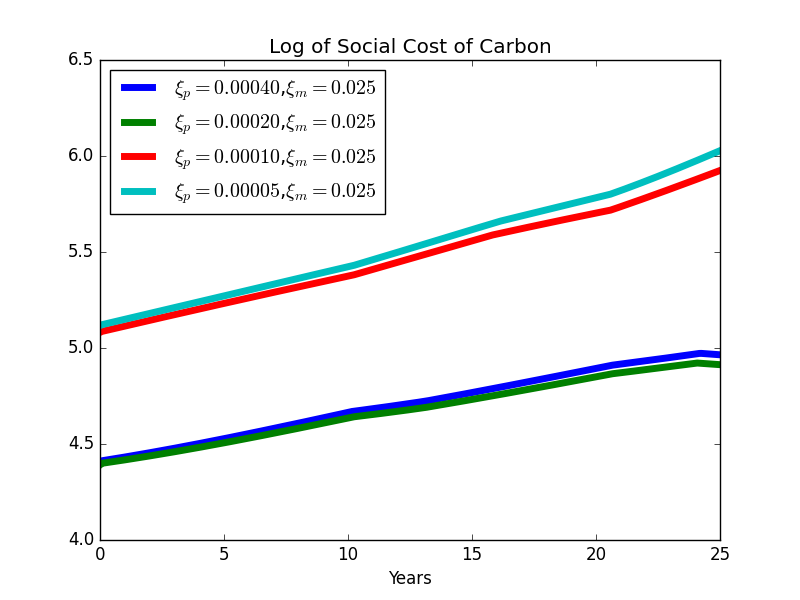 Log of Social Cost of Carbon
6.5
6.0
5.5
5.0
4.5
4.0
ξₚ = 0.00040,ξₘ = 0.025
ξₚ = 0.00020,ξₘ = 0.025
ξₚ = 0.00010,ξₘ = 0.025
ξₚ = 0.00005,ξₘ = 0.025
0 5 10 15 20 25
Years